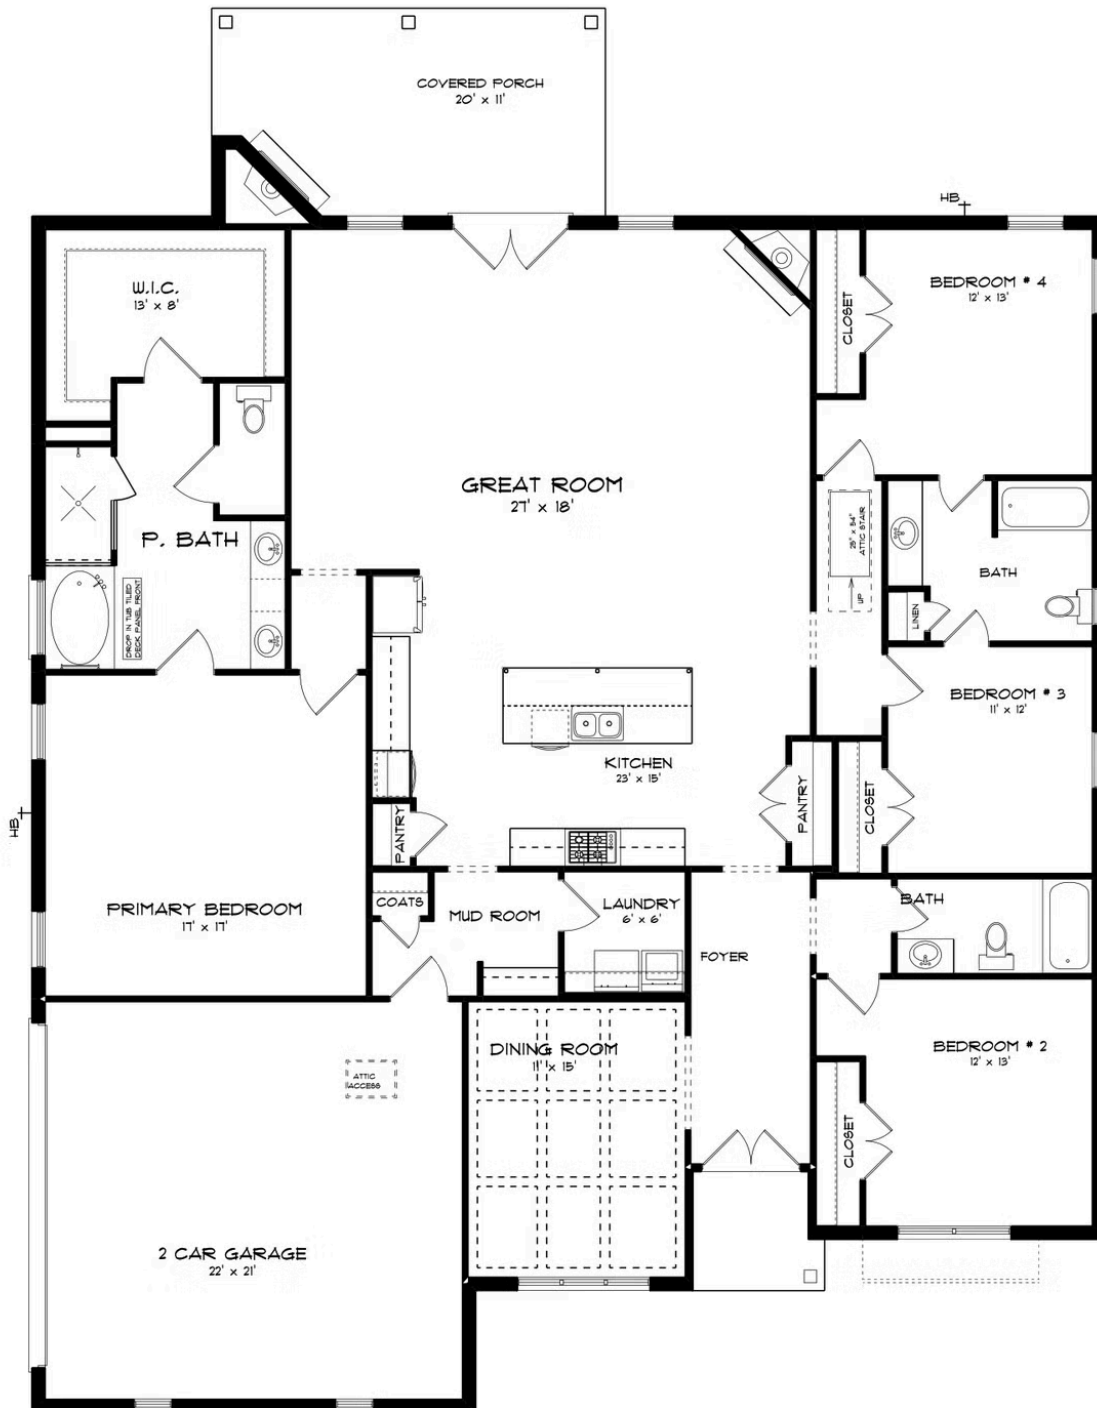 COVERED PORCH
20' x 11'
HB
W.I.C.
13' x 8'
BEDROOM # 4
12' x 13'
CLOSET
GREAT ROOM
27' x 18'
25" x 54"
ATTIC STAIR
UP
P. BATH
DROP IN TUB TILED
DECK PANEL FRONT
BATH
LINEN
BEDROOM # 3
11' x 12'
KITCHEN
23' x 15'
PANTRY
CLOSET
HB
PANTRY
PRIMARY BEDROOM
17' x 17'
COATS
MUD ROOM
LAUNDRY
6' x 6'
BATH
FOYER
DINING ROOM
11' x 15'
BEDROOM # 2
12' x 13'
ATTIC
ACCESS
CLOSET
2 CAR GARAGE
22' x 21'